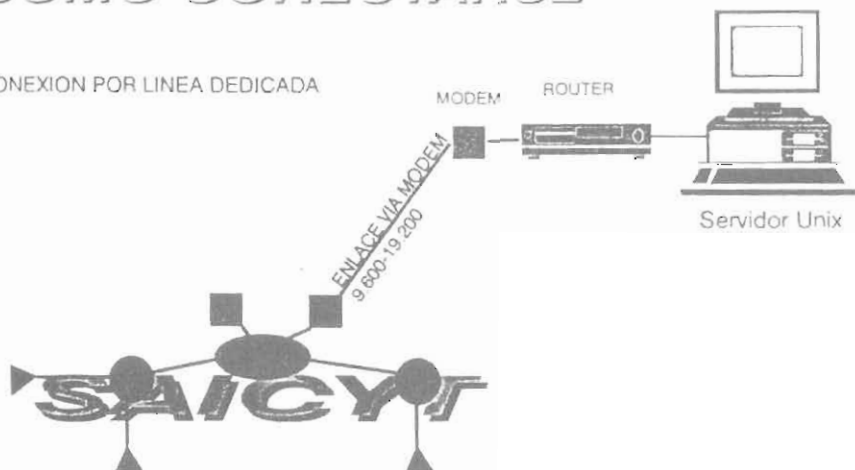 CONEXION POR LINEA DEDICADA
MODEM
ROUTER
Servidor Unix
ENLACE VIA MODEM
9.600-19.200
SAICYT